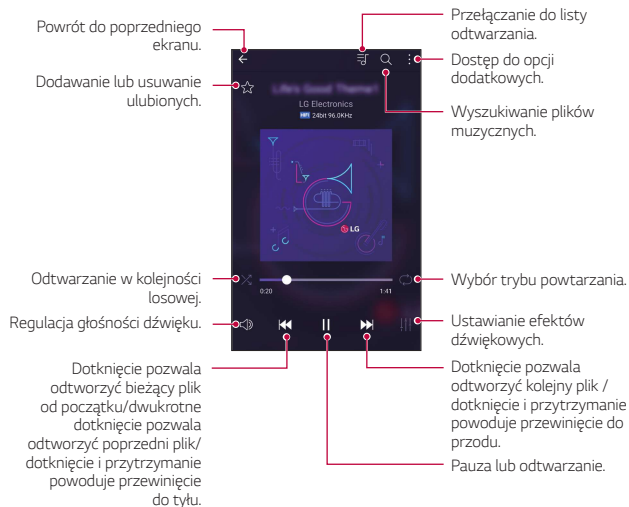 Powrót do poprzedniego
ekranu.
Dodawanie lub usuwanie
ulubionych.
Przełączanie do listy
odtwarzania.
Dostęp do opcji
dodatkowych.
Wyszukiwanie plików
muzycznych.
Life's Good Theme1
LG Electronics
HIFI 24bit 96.0KHz
LG
0:20
1:41
Odtwarzanie w kolejności
losowej.
Regulacja głośności dźwięku.
Dotknięcie pozwala
odtworzyć bieżący plik
od początku/dwukrotne
dotknięcie pozwala
odtworzyć poprzedni plik/
dotknięcie i przytrzymanie
powoduje przewinięcie
do tyłu.
Wybór trybu powtarzania.
Ustawianie efektów
dźwiękowych.
Dotknięcie pozwala
odtworzyć kolejny plik /
dotknięcie i przytrzymanie
powoduje przewinięcie do
przodu.
Pauza lub odtwarzanie.